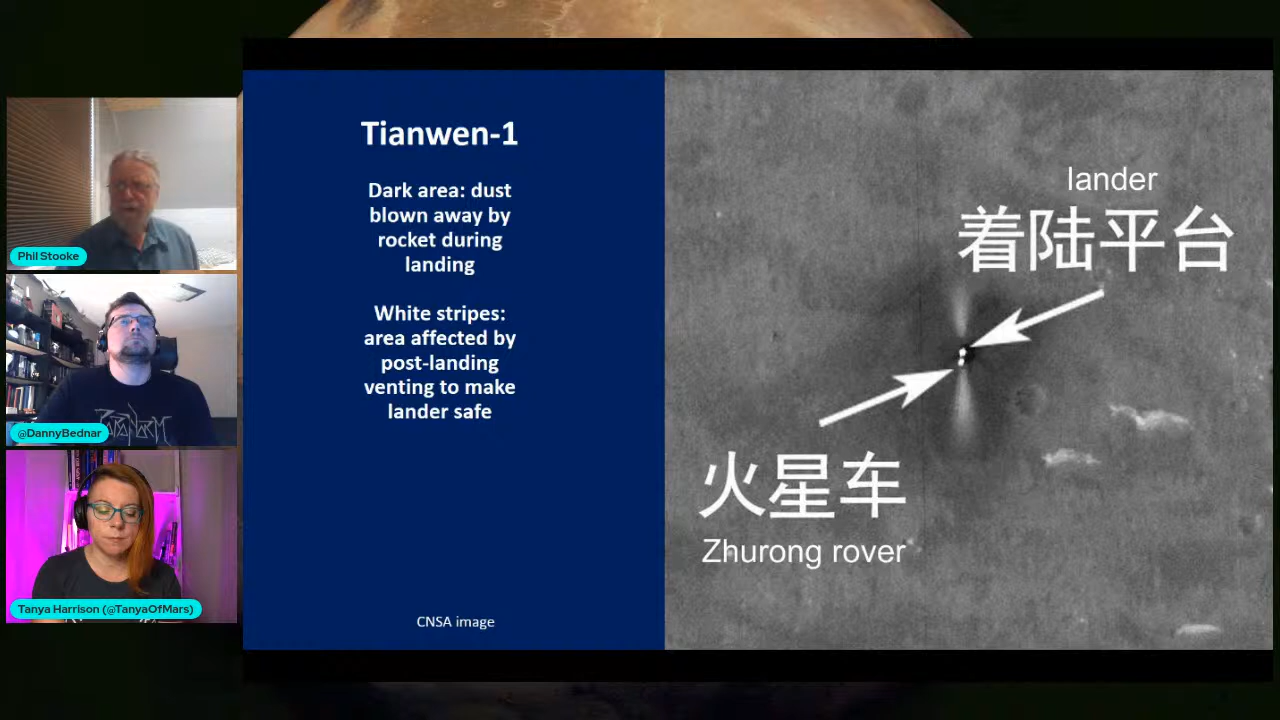 Phil Stooke
@DannyBednar
Tanya Harrison (@TanyaOfMars)
Tianwen-1
Dark area: dust
blown away by
rocket during
landing
White stripes:
area affected by
post-landing
venting to make
lander safe
CNSA image
lander
着陆平台
火星车
Zhurong rover